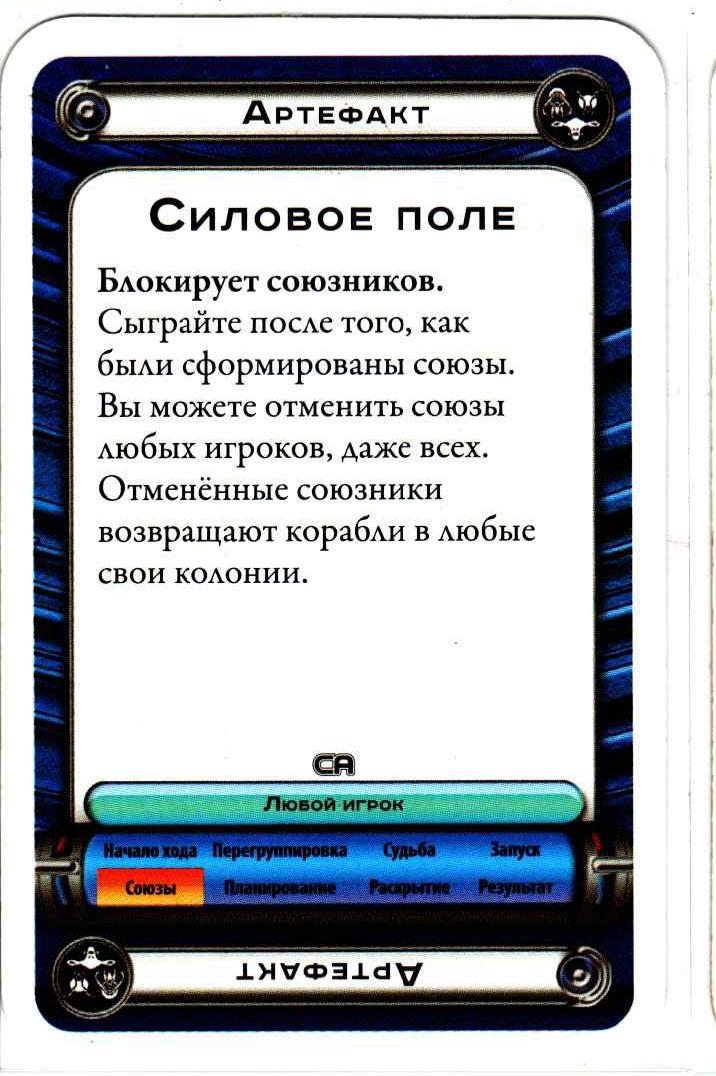 Артефакт
Силовое поле
Блокирует союзников.
Сыграйте после того, как
были сформированы союзы.
Вы можете отменить союзы
любых игроков, даже всех.
Отменённые союзники
возвращают корабли в любые
свои колонии.
CA
Любой игрок
Начало хода Перегруппировка Судьба Запуск
Союзы Планирование Раскрытие Результат
Артефакт